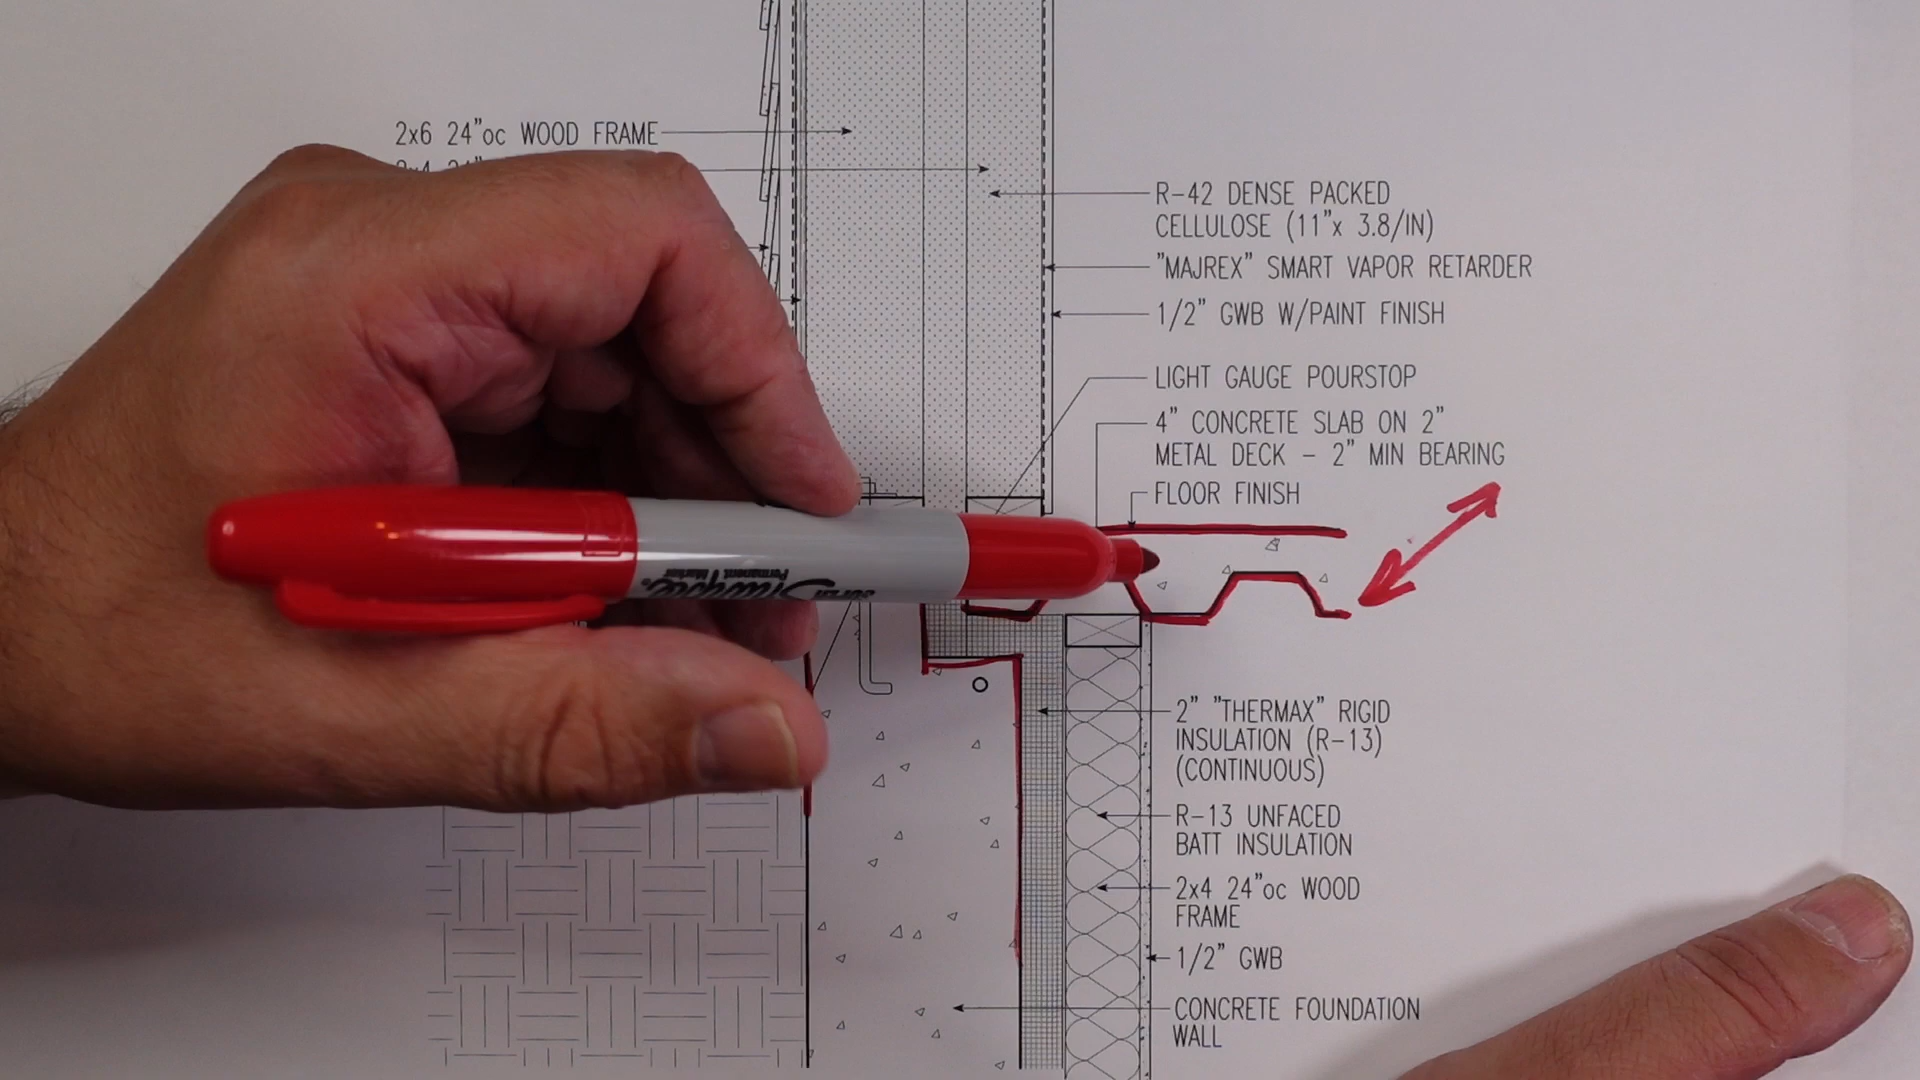 2x6 24"oc WOOD FRAME
R-42 DENSE PACKED
CELLULOSE (11"x 3.8/IN)
"MAJREX" SMART VAPOR RETARDER
1/2" GWB W/PAINT FINISH
LIGHT GAUGE POURSTOP
4" CONCRETE SLAB ON 2"
METAL DECK - 2" MIN BEARING
FLOOR FINISH
Sharpie
Permanent Marker
2" "THERMAX" RIGID
INSULATION (R-13)
(CONTINUOUS)
R-13 UNFACED
BATT INSULATION
2x4 24"oc WOOD
FRAME
1/2" GWB
CONCRETE FOUNDATION
WALL